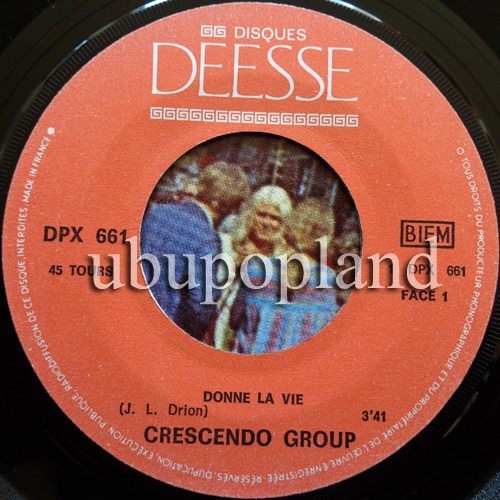 DISQUES
DEESSE
DPX 661
45 TOURS
BIEM
DPX 661
FACE 1
ubupopland
DONNE LA VIE
(J. L. Drion)
3'41
CRESCENDO GROUP
TOUS DROITS DU PRODUCTEUR PHONOGRAPHIQUE ET DU PROPRIÉTAIRE DE L'ŒUVRE ENREGISTRÉE RÉSERVÉS. DUPLICATION, EXÉCUTION PUBLIQUE RADIODIFFUSION DE CE DISQUE INTERDITES. MADE IN FRANCE